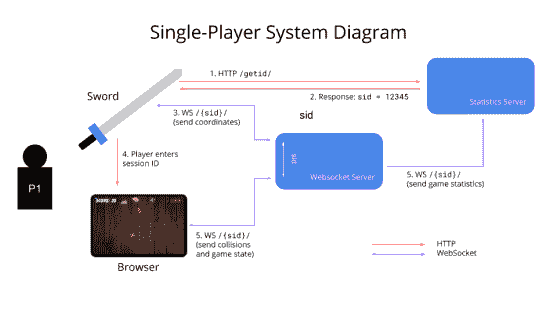 Single-Player System Diagram
1. HTTP /getid/
2. Response: sid = 12345
Statistics Server
Sword
3. WS /{sid}/
(send coordinates)
sid
sid
Websocket Server
4. Player enters
session ID
P1
5. WS /{sid}/
(send game statistics)
5. WS /{sid}/
(send collisions
and game state)
Browser
HTTP
WebSocket